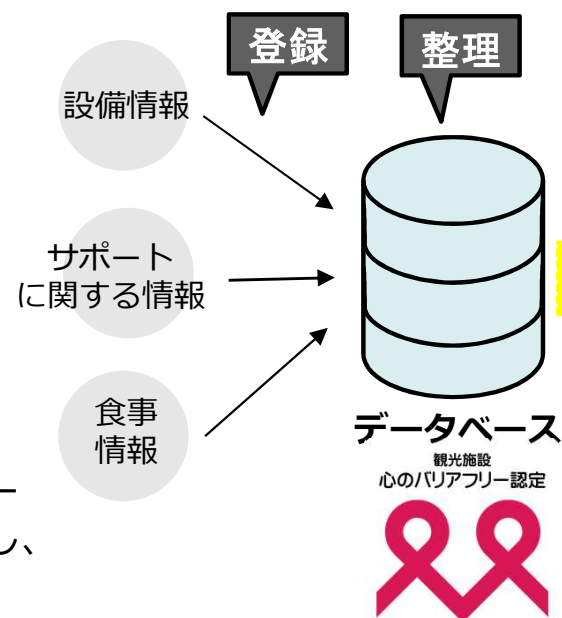 登録
整理
設備情報
サポート
に関する情報
食事
情報
データベース
観光施設
心のバリアフリー認定
ー
し、